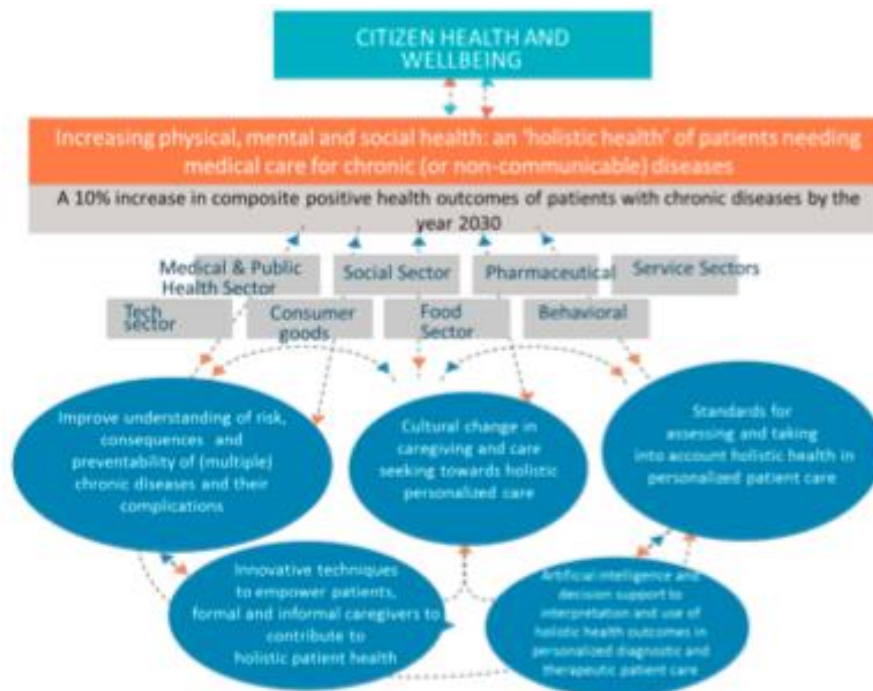 CITIZEN HEALTH AND
WELLBEING
Increasing physical, mental and social health: an 'holistic health' of patients needing
medical care for chronic (or non-communicable) diseases
A 10% increase in composite positive health outcomes of patients with chronic diseases by the
year 2030
Medical & Public
Health Sector
Social Sector
Pharmaceutical
Service Sectors
Tech
sector
Consumer
goods
Food
Sector
Behavioral
Improve understanding of risk,
consequences and
preventability of (multiple)
chronic diseases and their
complications
Cultural change in
caregiving and care
seeking towards holistic
personalized care
Standards for
assessing and taking
into account holistic health in
personalized patient care
Innovative techniques
to empower patients,
formal and informal caregivers to
contribute to
holistic patient health
Artificial intelligence and
decision support to
interpretation and use of
holistic health outcomes in
personalized diagnostic and
therapeutic patient care